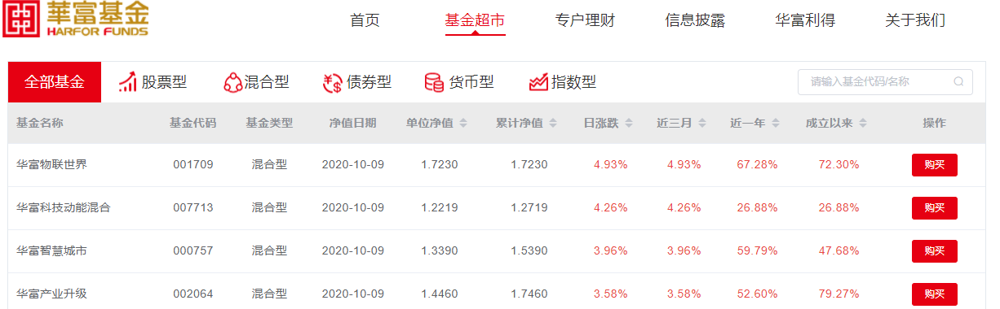 華富基金
HARFOR FUNDS
首页 基金超市 专户理财 信息披露 华富利得 关于我们
全部基金 股票型 混合型 债券型 货币型 指数型 请输入基金代码/名称
基金名称 基金代码 基金类型 净值日期 单位净值 累计净值 日涨跌 近三月 近一年 成立以来 操作
华富物联世界 001709 混合型 2020-10-09 1.7230 1.7230 4.93% 4.93% 67.28% 72.30% 购买
华富科技动能混合 007713 混合型 2020-10-09 1.2219 1.2719 4.26% 4.26% 26.88% 26.88% 购买
华富智慧城市 000757 混合型 2020-10-09 1.3390 1.5390 3.96% 3.96% 59.79% 47.68% 购买
华富产业升级 002064 混合型 2020-10-09 1.4460 1.7460 3.58% 3.58% 52.60% 79.27% 购买